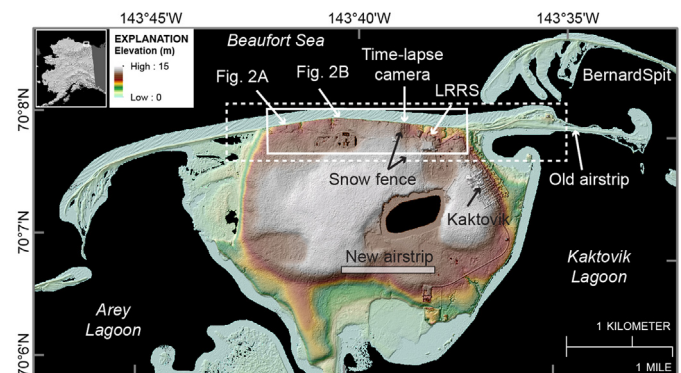 143°45'W
143°40'W
143°35'W
EXPLANATION
Elevation (m)
High : 15
Low : 0
Beaufort Sea
Time-lapse
camera
Fig. 2A
Fig. 2B
LRRS
BernardSpit
70°8'N
Snow fence
Old airstrip
Kaktovik
70°7'N
New airstrip
Kaktovik
Lagoon
Arey
Lagoon
1 KILOMETER
70°6'N
1 MILE